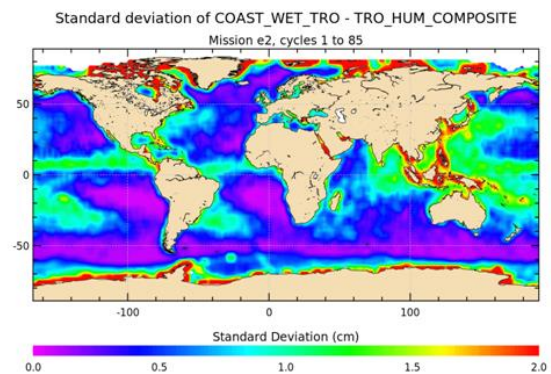 Standard deviation of COAST_WET_TRO - TRO_HUM_COMPOSITE
Mission e2, cycles 1 to 85
50
0
-50
-100 0 100
Standard Deviation (cm)
0.0 0.5 1.0 1.5 2.0